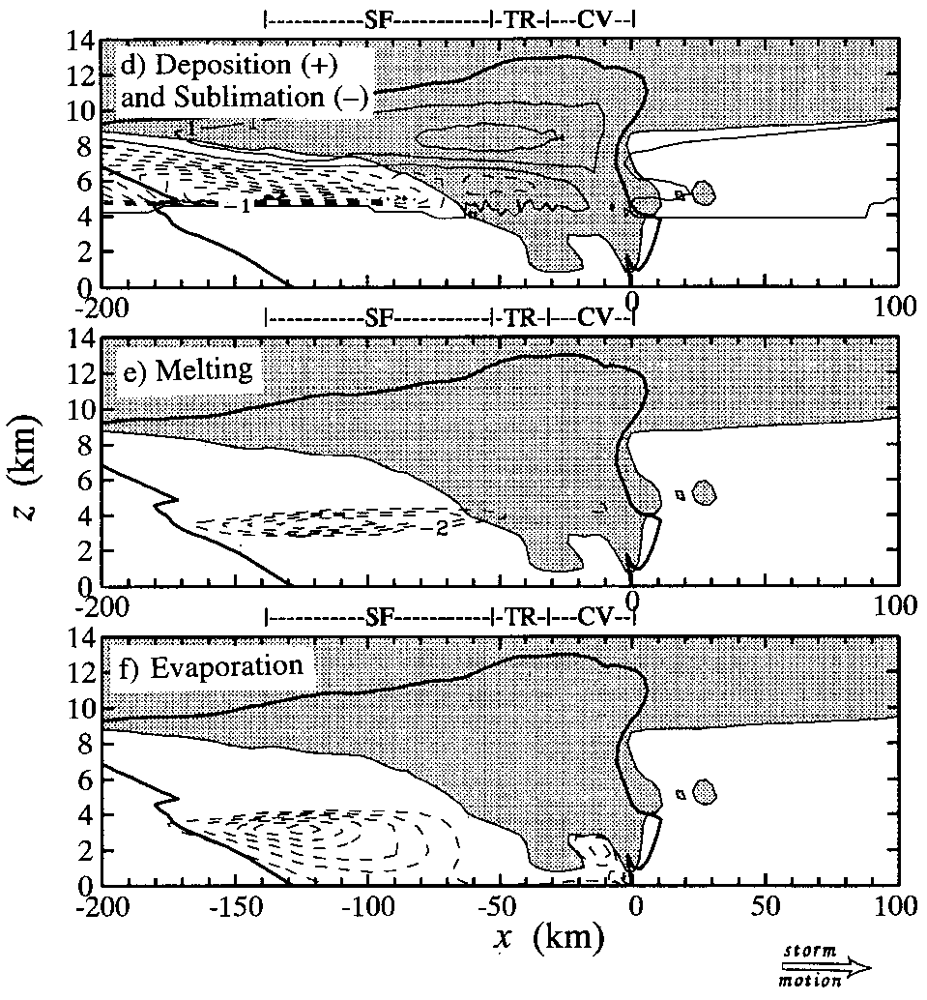 |-----------SF-----------|-TR-|---CV--|
14
d) Deposition (+)
12
and Sublimation (–)
10
1
8
6
-1
4
2
0
-200
0
100
|-----------SF-----------|-TR-|---CV--|
14
e) Melting
12
10
8
6
4
-2
2
0
z (km)
-200
0
100
|-----------SF-----------|-TR-|---CV--|
14
f) Evaporation
12
10
8
6
4
2
0
-200 -150 -100 -50 0 50 100
x (km)
storm
motion